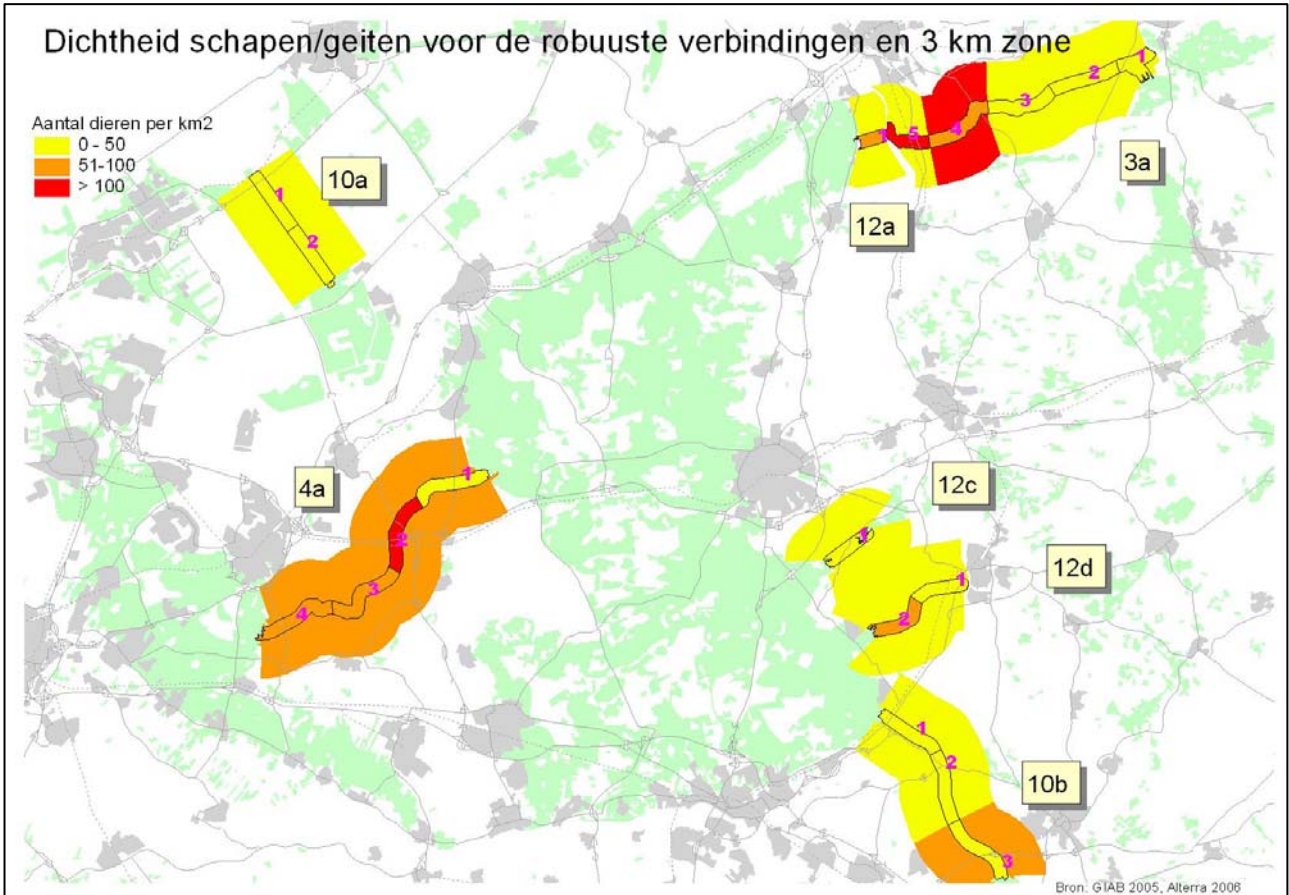 Dichtheid schapen/geiten voor de robuuste verbindingen en 3 km zone
Aantal dieren per km2
0 - 50
51-100
> 100
10a
1
2
1
5
4
3
2
1
3a
12a
4a
1
2
3
4
12c
1
12d
1
2
10b
1
2
3
Bron: GIAB 2005, Alterra 2006